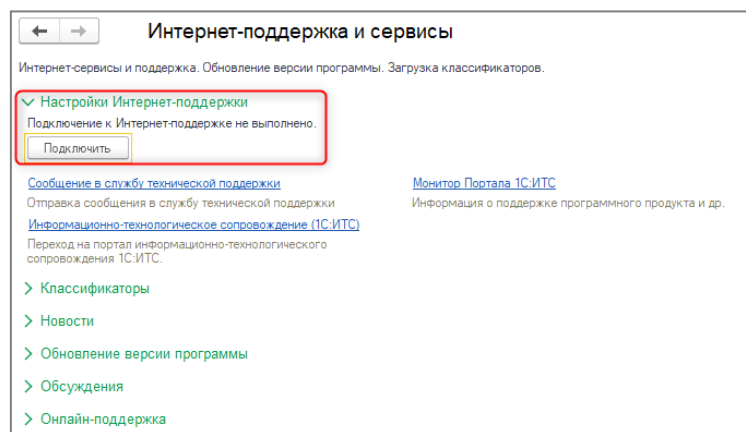 Интернет-поддержка и сервисы
Интернет-сервисы и поддержка. Обновление версии программы. Загрузка классификаторов.
Настройки Интернет-поддержки
Подключение к Интернет-поддержке не выполнено.
Подключить
Сообщение в службу технической поддержки
Отправка сообщения в службу технической поддержки
Монитор Портала 1С:ИТС
Информация о поддержке программного продукта и др.
Информационно-технологическое сопровождение (1С:ИТС)
Переход на портал информационно-технологического
сопровождения 1С:ИТС.
Классификаторы
Новости
Обновление версии программы
Обсуждения
Онлайн-поддержка